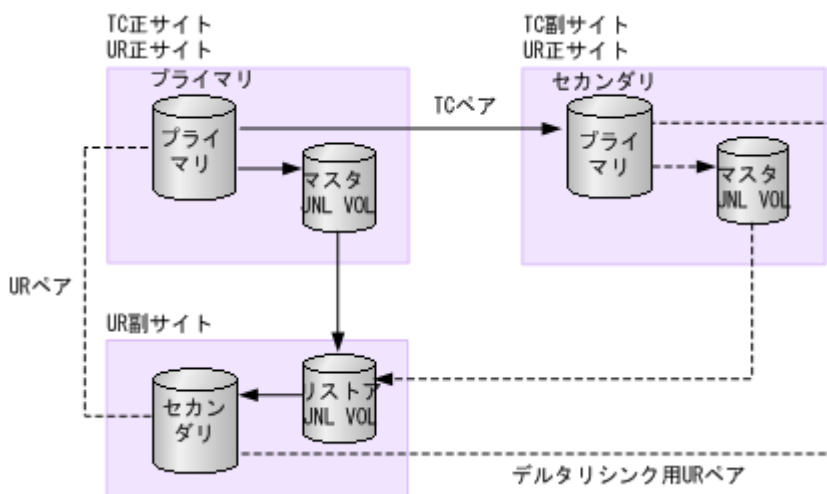 TC正サイト
UR正サイト
プライマリ
プライ
マリ
マスタ
JNL VOL
TCペア
TC副サイト
UR正サイト
セカンダリ
プライ
マリ
マスタ
JNL VOL
URペア
UR副サイト
セカン
ダリ
リストア
JNL VOL
デルタリシンク用URペア